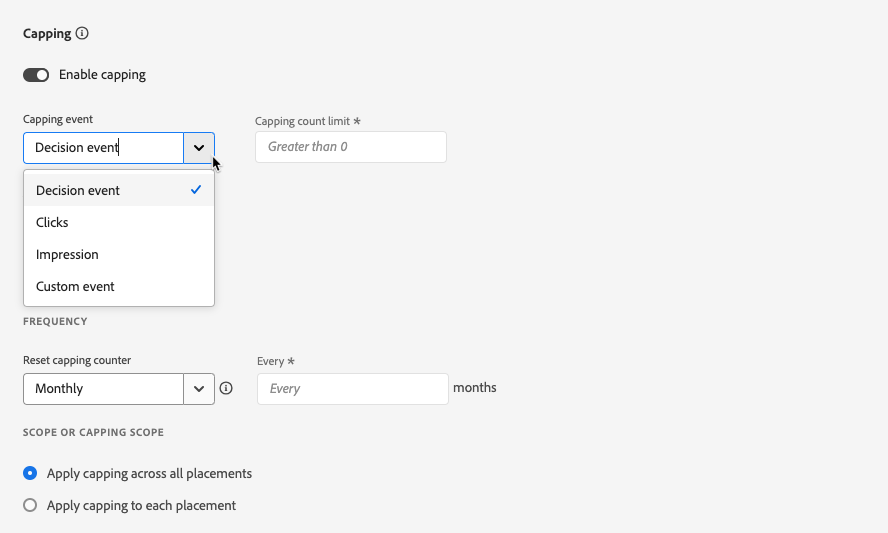 Capping
Enable capping
Capping event
Capping count limit *
Decision event
Greater than 0
Decision event
Clicks
Impression
Custom event
FREQUENCY
Reset capping counter
Every *
Monthly
Every
months
SCOPE OR CAPPING SCOPE
Apply capping across all placements
Apply capping to each placement